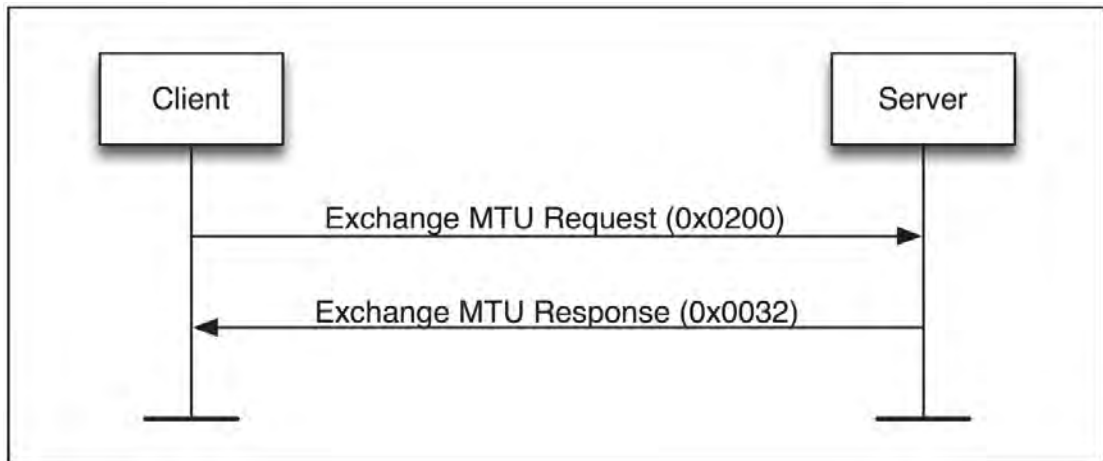 Client
Server
Exchange MTU Request (0x0200)
Exchange MTU Response (0x0032)